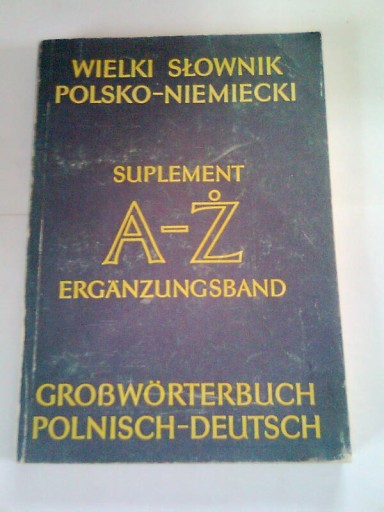 WIELKI SŁOWNIK
POLSKO-NIEMIECKI
SUPLEMENT
A-Ż
ERGÄNZUNGSBAND
GROßWÖRTERBUCH
POLNISCH-DEUTSCH